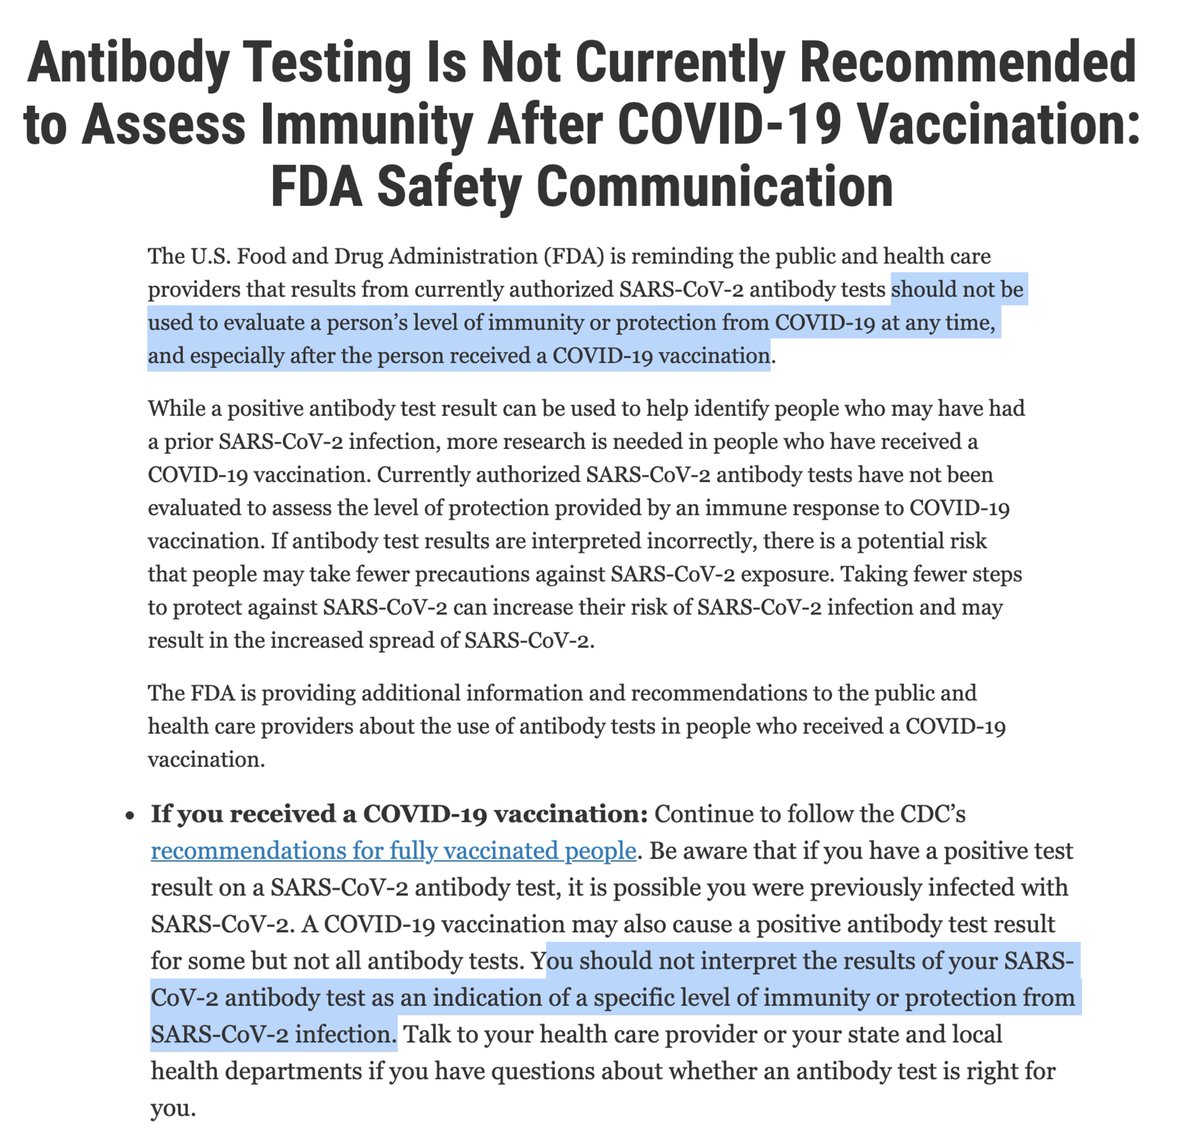 Antibody Testing Is Not Currently Recommended
to Assess Immunity After COVID-19 Vaccination:
FDA Safety Communication
The U.S. Food and Drug Administration (FDA) is reminding the public and health care
providers that results from currently authorized SARS-CoV-2 antibody tests should not be
used to evaluate a person’s level of immunity or protection from COVID-19 at any time,
and especially after the person received a COVID-19 vaccination.
While a positive antibody test result can be used to help identify people who may have had
a prior SARS-CoV-2 infection, more research is needed in people who have received a
COVID-19 vaccination. Currently authorized SARS-CoV-2 antibody tests have not been
evaluated to assess the level of protection provided by an immune response to COVID-19
vaccination. If antibody test results are interpreted incorrectly, there is a potential risk
that people may take fewer precautions against SARS-CoV-2 exposure. Taking fewer steps
to protect against SARS-CoV-2 can increase their risk of SARS-CoV-2 infection and may
result in the increased spread of SARS-CoV-2.
The FDA is providing additional information and recommendations to the public and
health care providers about the use of antibody tests in people who received a COVID-19
vaccination.
• If you received a COVID-19 vaccination: Continue to follow the CDC’s
recommendations for fully vaccinated people. Be aware that if you have a positive test
result on a SARS-CoV-2 antibody test, it is possible you were previously infected with
SARS-CoV-2. A COVID-19 vaccination may also cause a positive antibody test result
for some but not all antibody tests. You should not interpret the results of your SARS-
CoV-2 antibody test as an indication of a specific level of immunity or protection from
SARS-CoV-2 infection. Talk to your health care provider or your state and local
health departments if you have questions about whether an antibody test is right for
you.